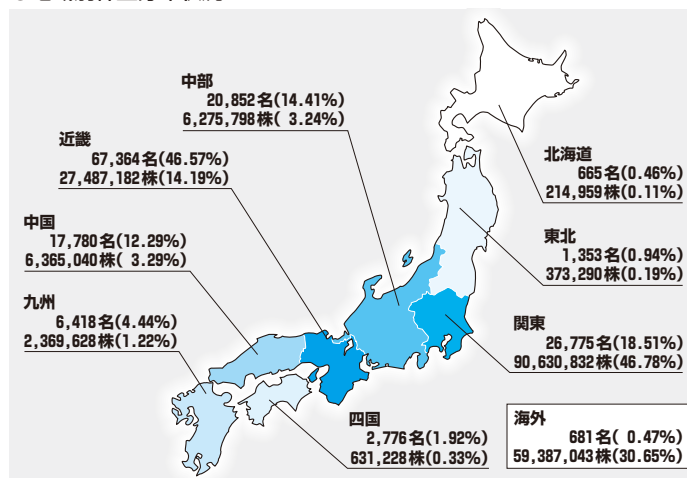 中部
20,852名(14.41%)
6,275,798株( 3.24%)
近畿
67,364名(46.57%)
27,487,182株(14.19%)
中国
17,780名(12.29%)
6,365,040株( 3.29%)
九州
6,418名(4.44%)
2,369,628株(1.22%)
北海道
665名(0.46%)
214,959株(0.11%)
東北
1,353名(0.94%)
373,290株(0.19%)
関東
26,775名(18.51%)
90,630,832株(46.78%)
四国
2,776名(1.92%)
631,228株(0.33%)
海外
681名( 0.47%)
59,387,043株(30.65%)